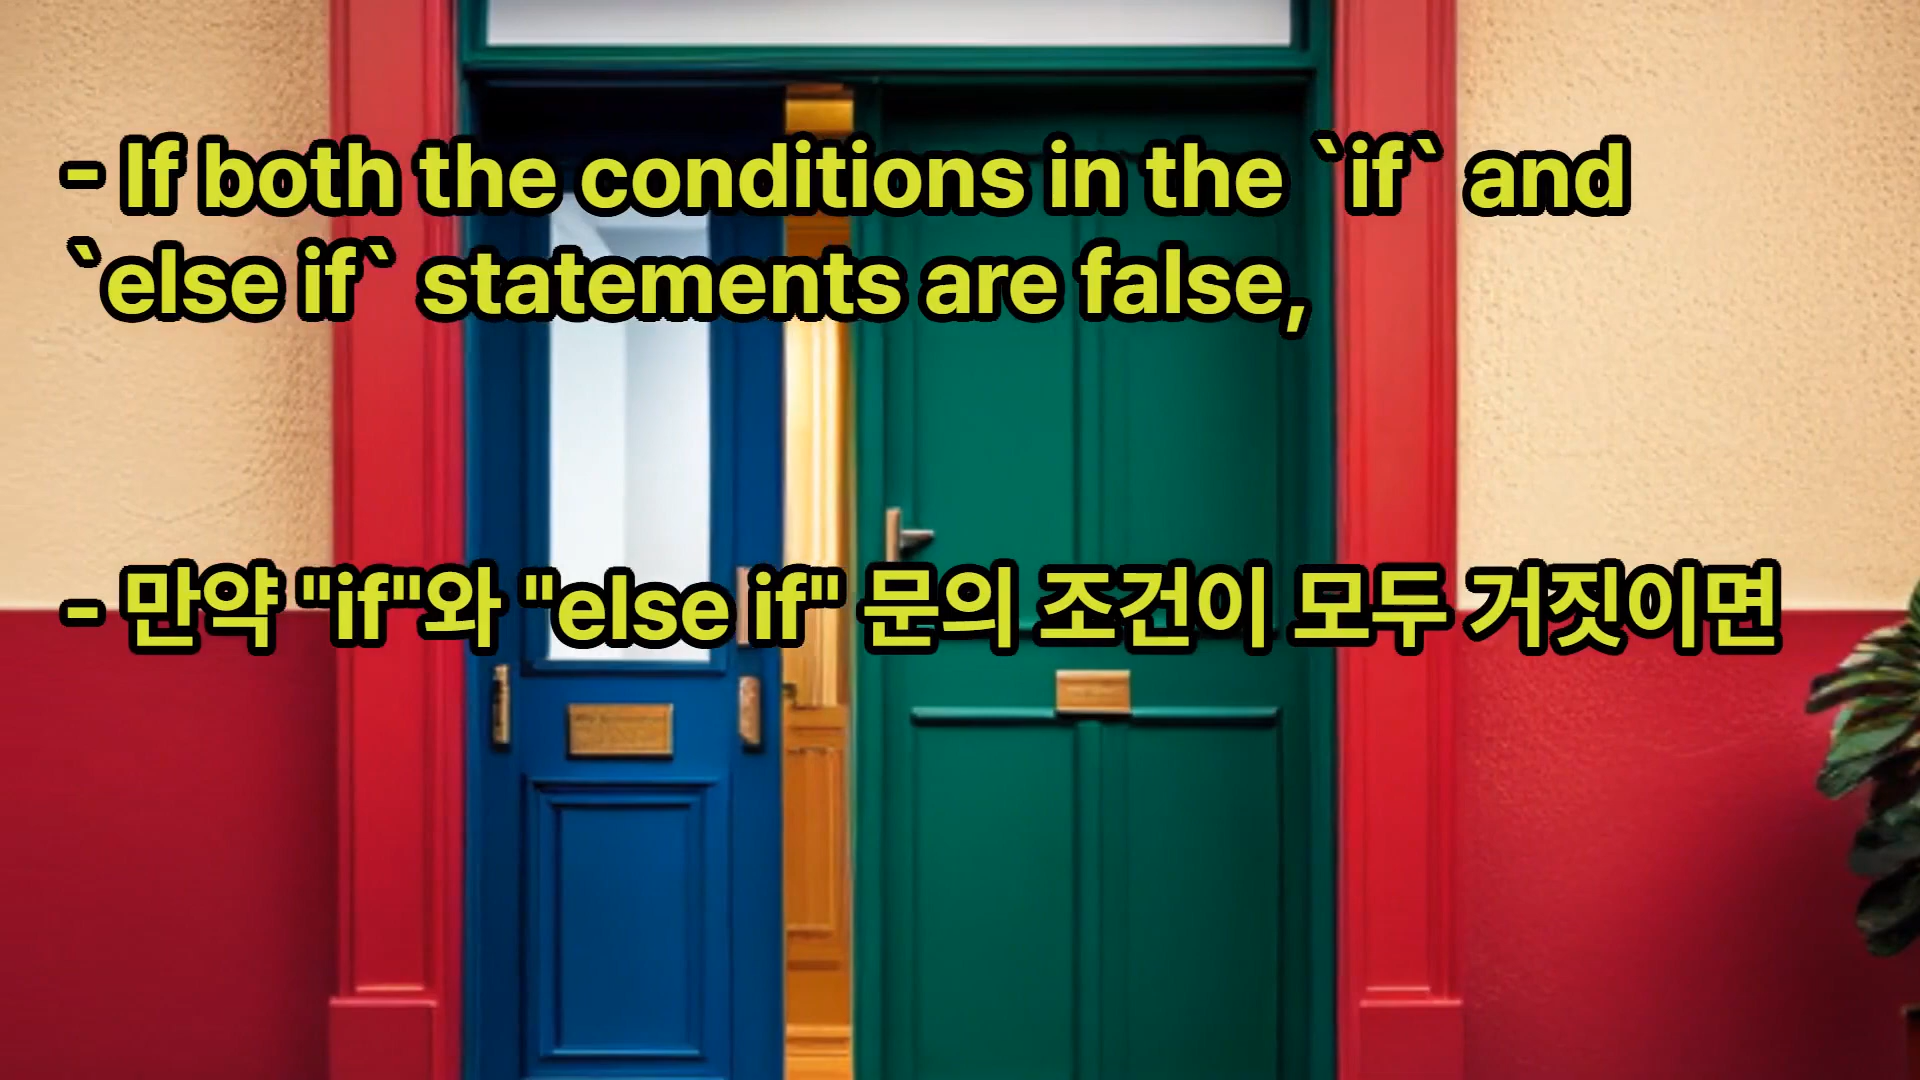 - If both the conditions in the `if` and
`else if` statements are false,
- 만약 "if"와 "else if" 문의 조건이 모두 거짓이면